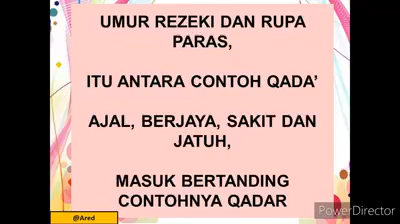 UMUR REZEKI DAN RUPA
PARAS,
ITU ANTARA CONTOH QADA’
AJAL, BERJAYA, SAKIT DAN
JATUH,
MASUK BERTANDING
CONTOHNYA QADAR
@Ared
PowerDirector